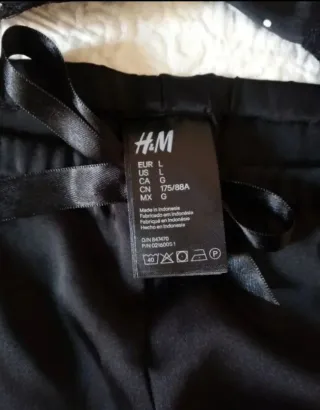 H&M
EUR L
US L
CA G
CN 175/88A
MX G
Made in Indonesia
Fabricado en Indonesia
Fabriqué en Indonésie
Hecho en Indonesia
40
P